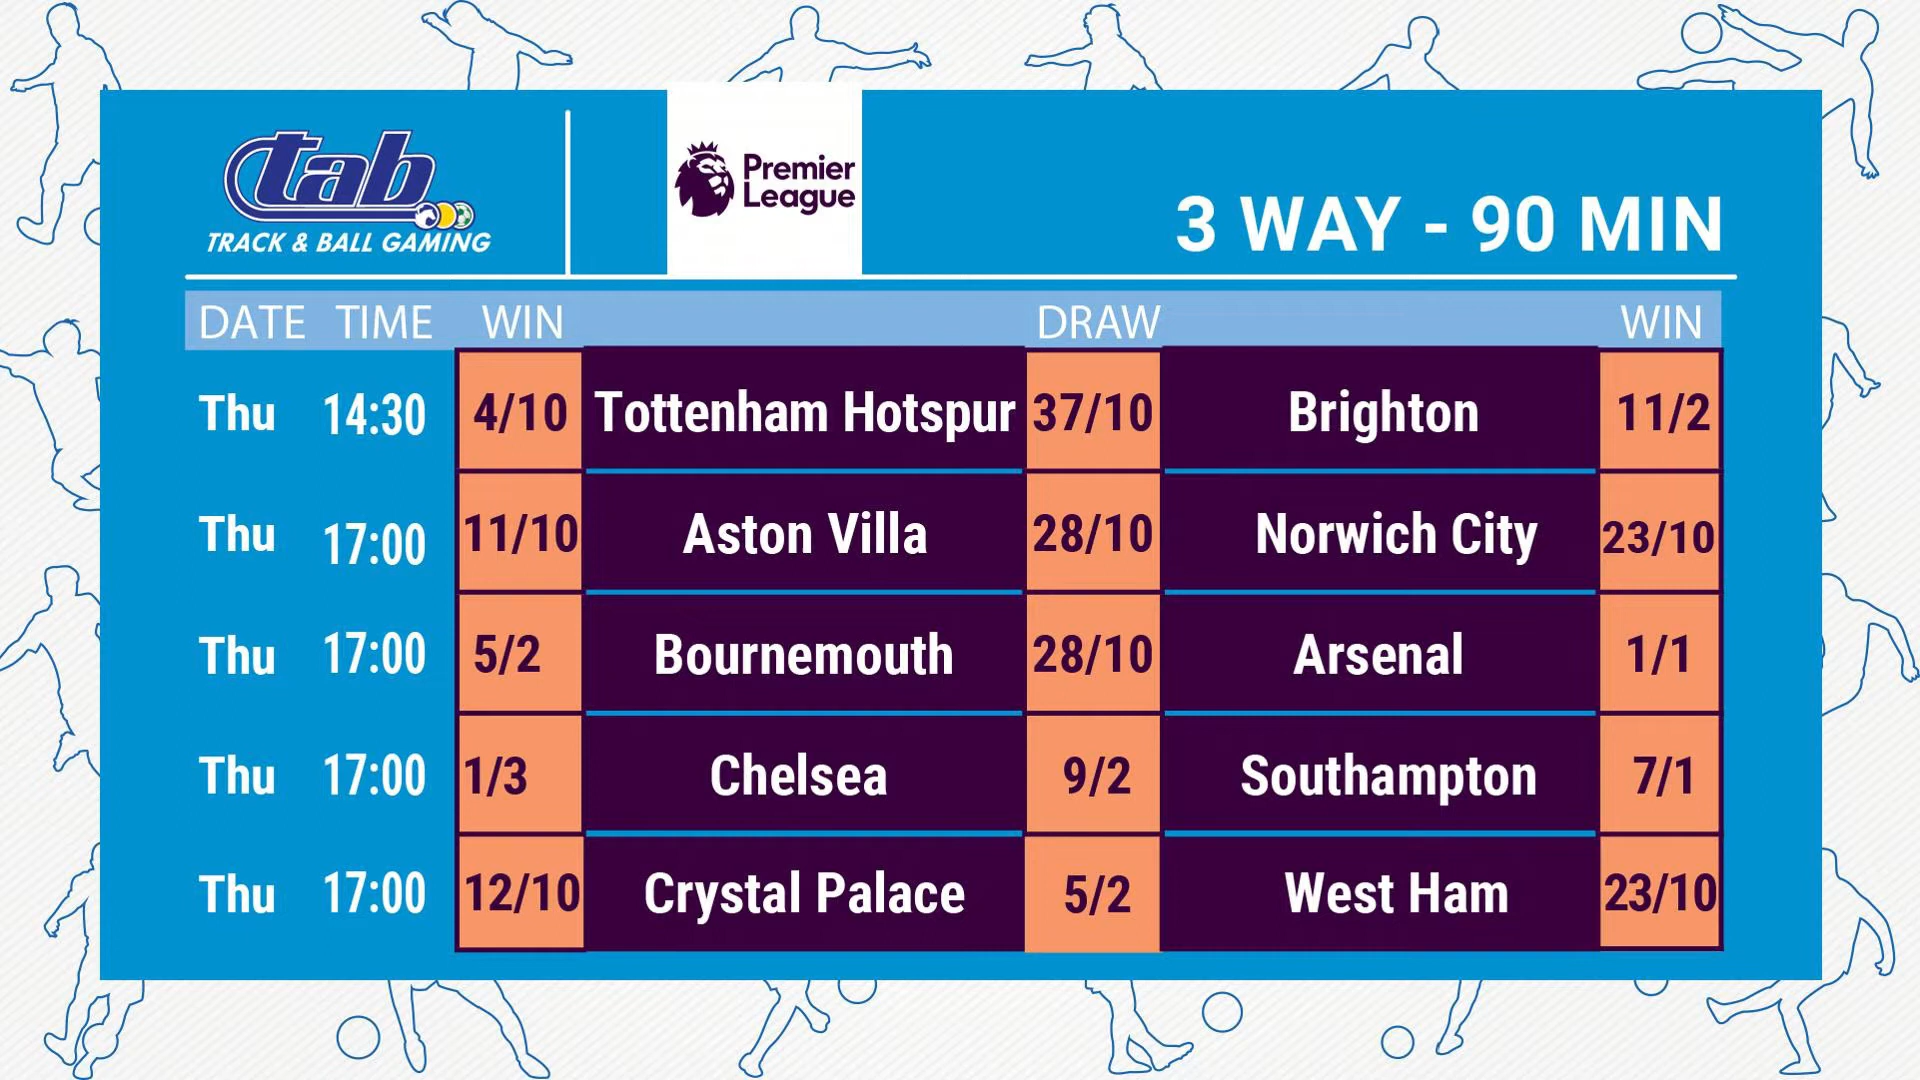 tab
TRACK & BALL GAMING
Premier
League
3 WAY - 90 MIN
DATE TIME WIN DRAW WIN
Thu 14:30 4/10 Tottenham Hotspur 37/10 Brighton 11/2
Thu 17:00 11/10 Aston Villa 28/10 Norwich City 23/10
Thu 17:00 5/2 Bournemouth 28/10 Arsenal 1/1
Thu 17:00 1/3 Chelsea 9/2 Southampton 7/1
Thu 17:00 12/10 Crystal Palace 5/2 West Ham 23/10